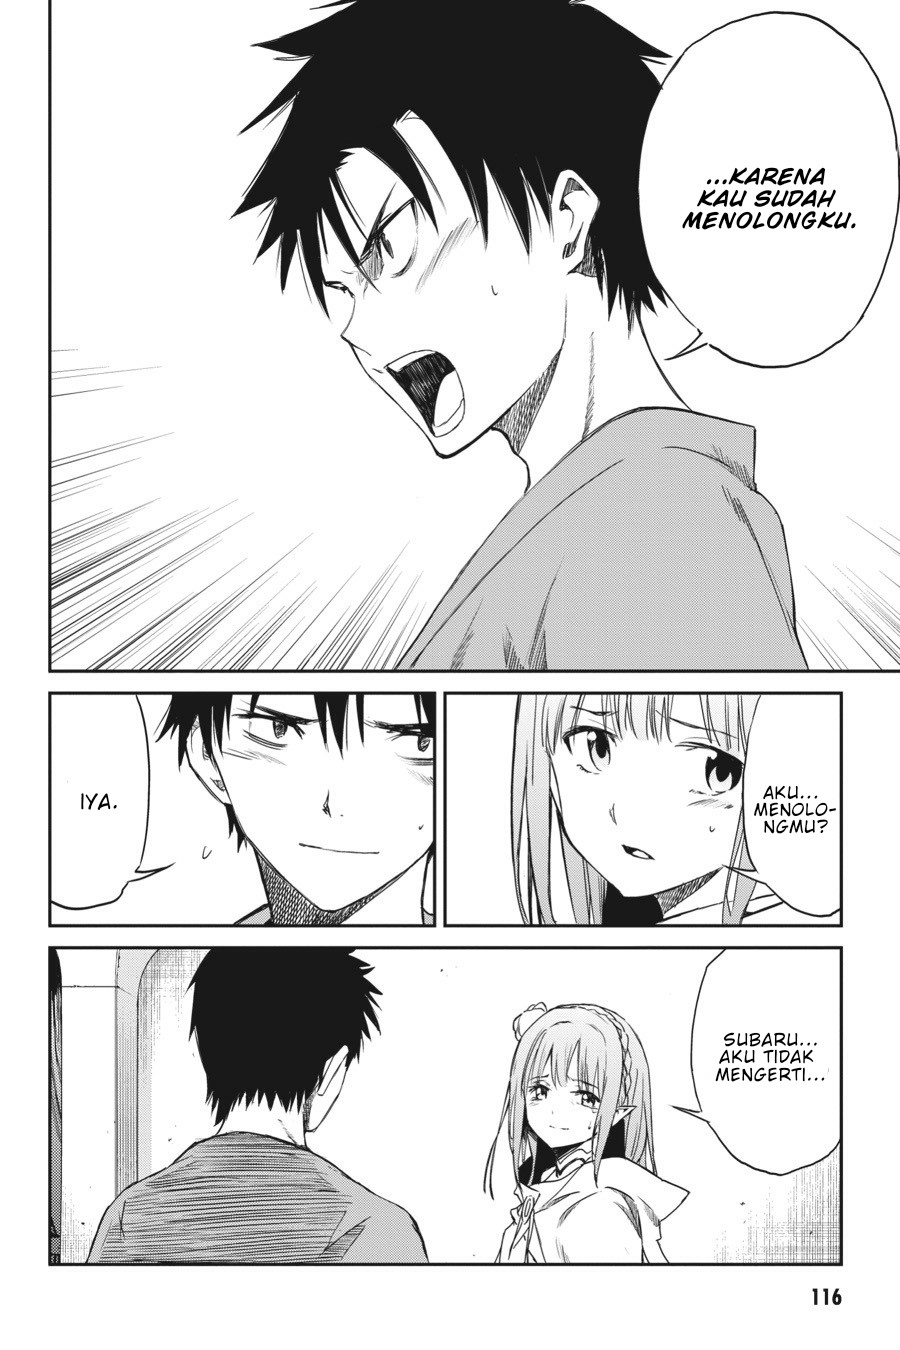 ...KARENA
KAU SUDAH
MENOLONGKU.
AKU...
MENOLO-
NGMU?
IYA.
SUBARU...
AKU TIDAK
MENGERTI...
116